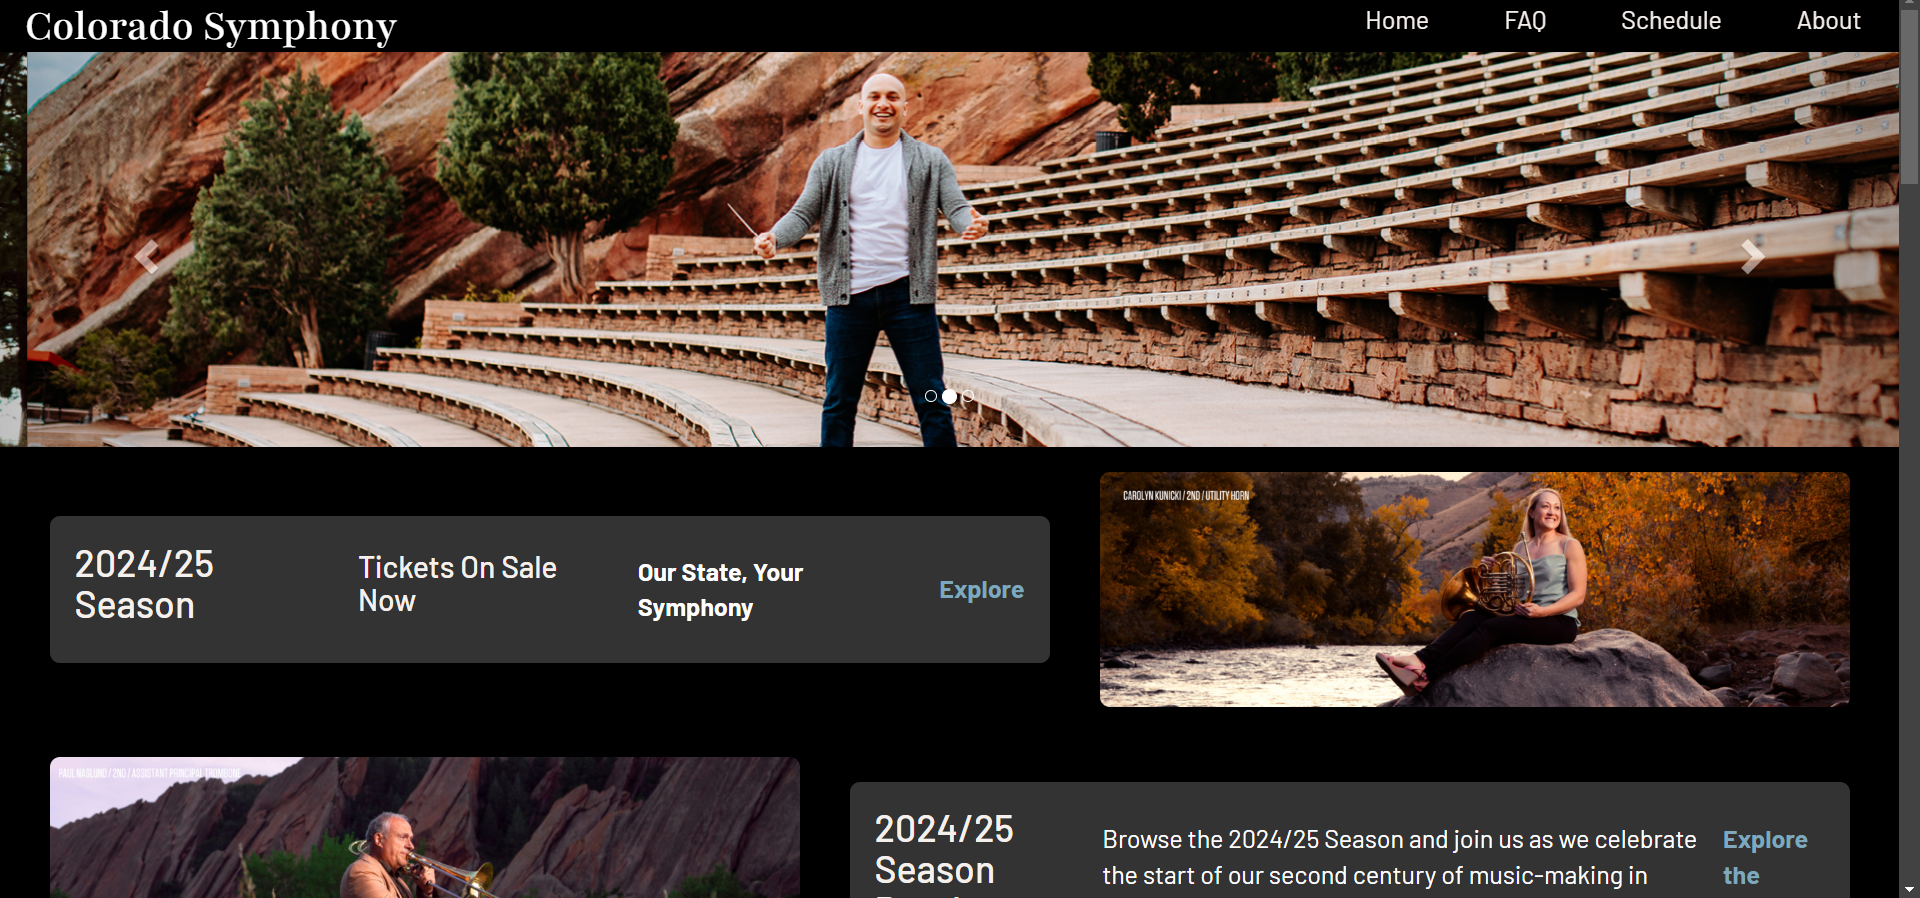 Colorado Symphony
Home FAQ Schedule About
CAROLYN KUNICKI / 2ND / UTILITY HORN
2024/25
Season
Tickets On Sale
Now
Our State, Your
Symphony
Explore
PAUL NASLUND / 2ND / ASSISTANT PRINCIPAL TROMBONE
2024/25
Season
Browse the 2024/25 Season and join us as we celebrate
the start of our second century of music-making in
Explore
the